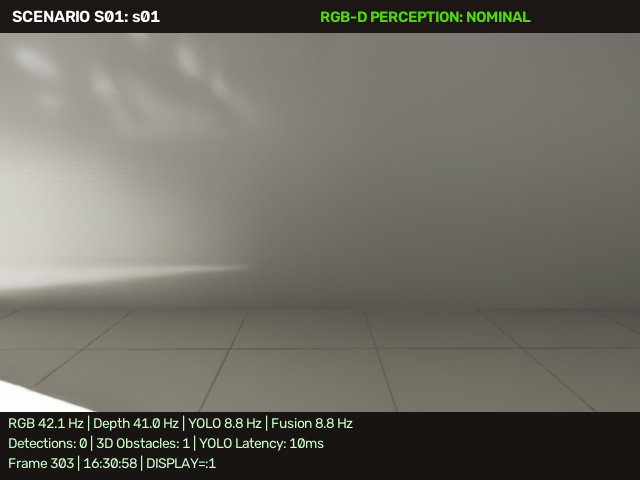 SCENARIO S01: s01
RGB-D PERCEPTION: NOMINAL
RGB 42.1 Hz | Depth 41.0 Hz | YOLO 8.8 Hz | Fusion 8.8 Hz
Detections: 0 | 3D Obstacles: 1 | YOLO Latency: 10ms
Frame 303 | 16:30:58 | DISPLAY=:1